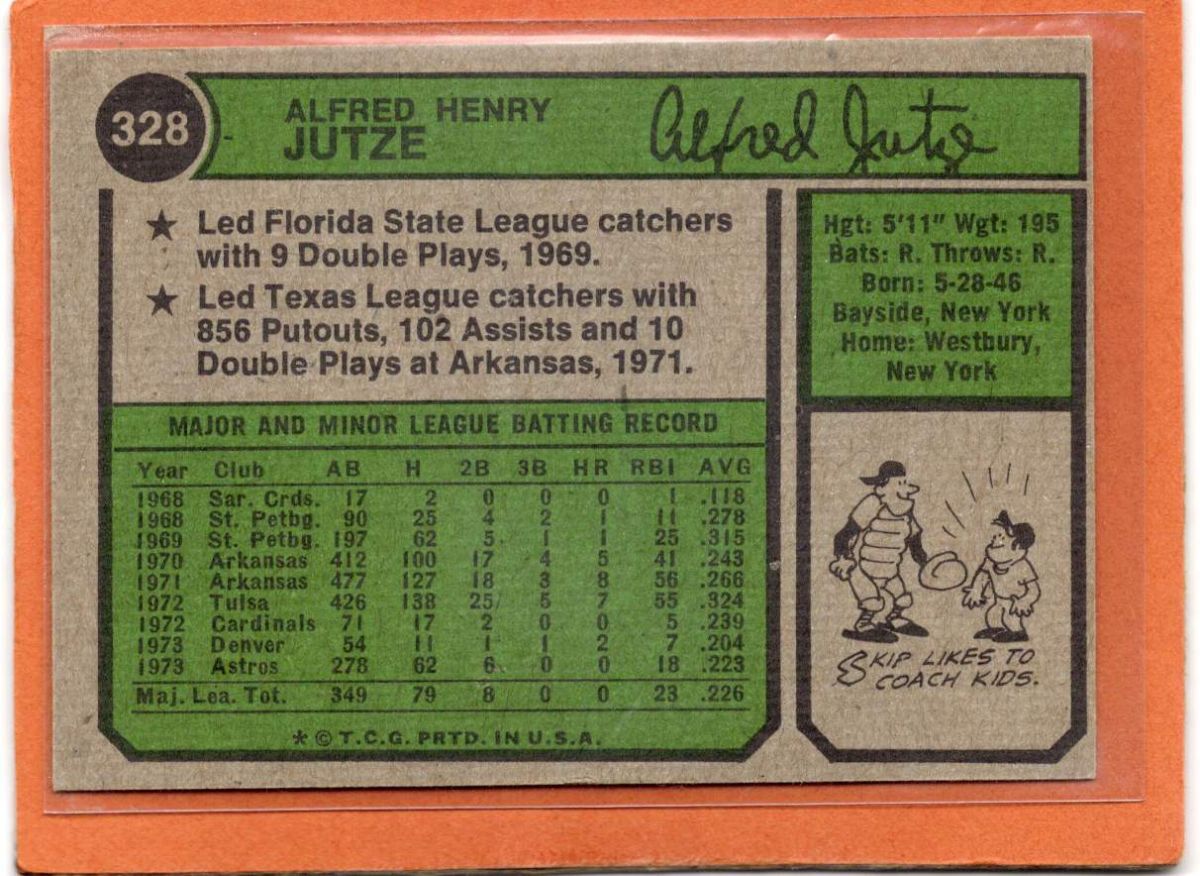 328
ALFRED HENRY
JUTZE
Alfred Jutze
★ Led Florida State League catchers
with 9 Double Plays, 1969.
★ Led Texas League catchers with
856 Putouts, 102 Assists and 10
Double Plays at Arkansas, 1971.
Hgt: 5'11" Wgt: 195
Bats: R. Throws: R.
Born: 5-28-46
Bayside, New York
Home: Westbury,
New York
MAJOR AND MINOR LEAGUE BATTING RECORD
Year Club AB H 2B 3B HR RBI AVG
1968 Sar. Crds. 17 2 0 0 0 1 .118
1968 St. Petbg. 90 25 4 2 1 11 .278
1969 St. Petbg. 197 62 5 1 1 25 .315
1970 Arkansas 412 100 17 4 5 41 .243
1971 Arkansas 477 127 18 3 8 56 .266
1972 Tulsa 426 138 25 5 7 55 .324
1972 Cardinals 71 17 2 0 0 5 .239
1973 Denver 54 11 1 1 2 7 .204
1973 Astros 278 62 6 0 0 18 .223
Maj. Lea. Tot. 349 79 8 0 0 23 .226
* © T.C.G. PRTD. IN U.S.A.
SKIP LIKES TO
COACH KIDS.